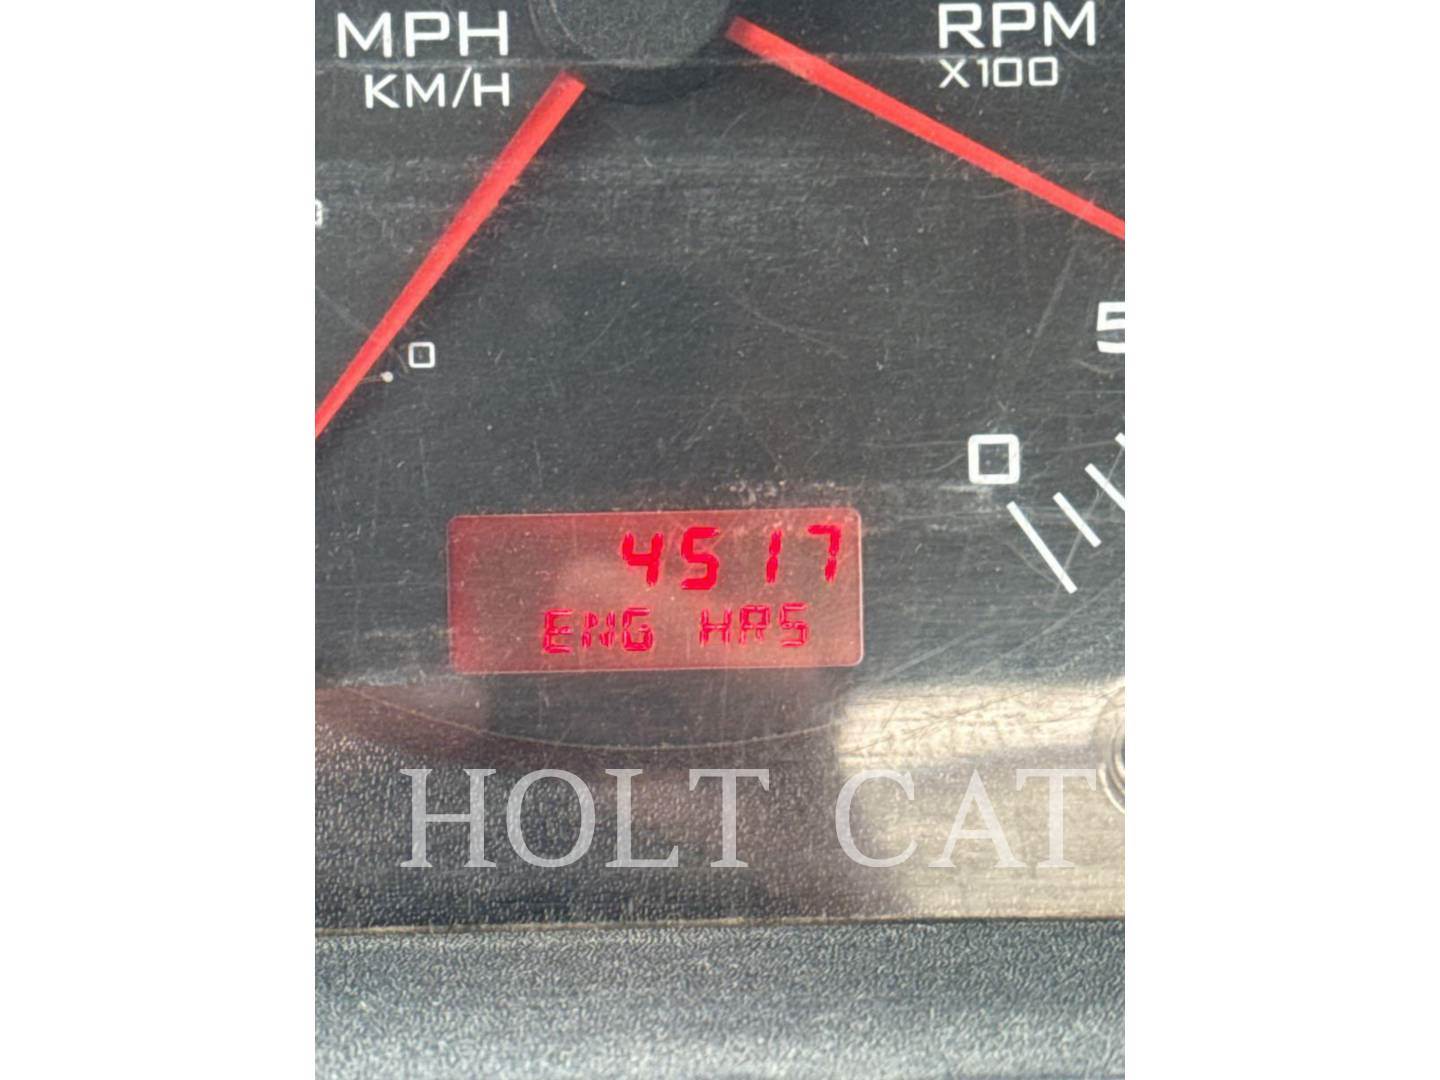 MPH
KM/H
RPM
X100
0
5
0
4517
ENG HRS
HOLT CAT